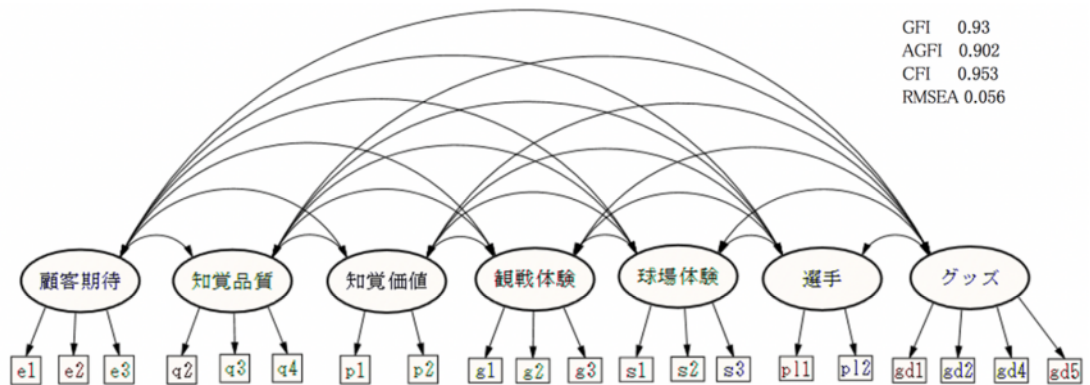 GFI 0.93
AGFI 0.902
CFI 0.953
RMSEA 0.056
顧客期待 知覚品質 知覚価値 観戦体験 球場体験 選手 グッズ
e1 e2 e3 q2 q3 q4 p1 p2 g1 g2 g3 s1 s2 s3 pl1 pl2 gd1 gd2 gd4 gd5